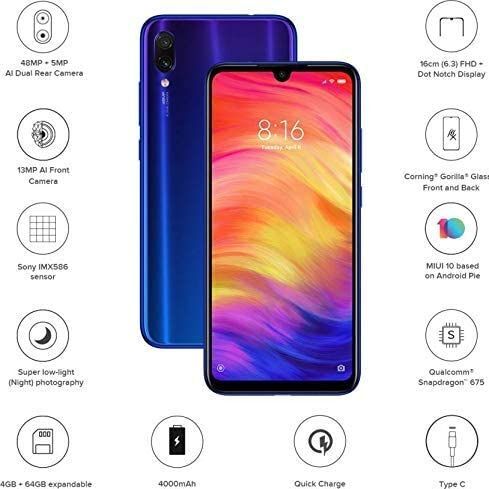 48MP + 5MP
AI Dual Rear Camera
13MP AI Front
Camera
Sony IMX586
sensor
Super low-light
(Night) photography
4GB + 64GB expandable
8:16
Tuesday, April 8
16cm (6.3) FHD +
Dot Notch Display
Corning® Gorilla® Glass
Front and Back
MIUI 10 based
on Android Pie
S
Qualcomm®
Snapdragon™ 675
4000mAh
Quick Charge
Type C